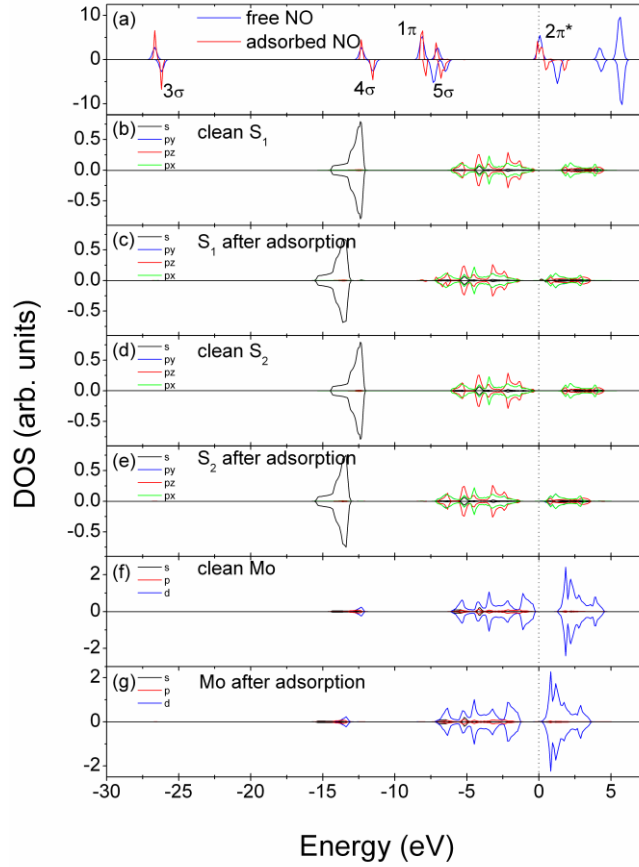 (a)
free NO
adsorbed NO
3σ
4σ
1π
5σ
2π*
10
0
-10
(b)
s
py
pz
px
clean S1
0.5
0.0
-0.5
(c)
s
py
pz
px
S1 after adsorption
0.5
0.0
-0.5
(d)
s
py
pz
px
clean S2
0.5
0.0
-0.5
(e)
s
py
pz
px
S2 after adsorption
0.5
0.0
-0.5
(f)
s
p
d
clean Mo
2
0
-2
(g)
s
p
d
Mo after adsorption
2
0
-2
-30 -25 -20 -15 -10 -5 0 5
Energy (eV)
DOS (arb. units)